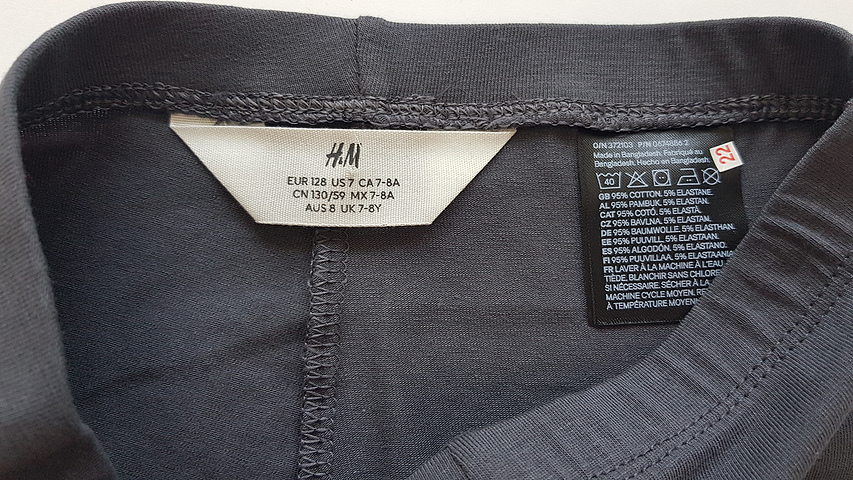 H&M
EUR 128 US 7 CA 7-8A
CN 130/59 MX 7-8A
AUS 8 UK 7-8Y
O/N 372103 P/N 0674886 2
Made in Bangladesh. Fabriqué au
Bangladesh. Hecho en Bangladesh.
22
40
GB 95% COTTON. 5% ELASTANE.
AL 95% PAMBUK. 5% ELASTAN.
CAT 95% COTÓ. 5% ELASTÀ.
CZ 95% BAVLNA. 5% ELASTAN.
DE 95% BAUMWOLLE. 5% ELASTHAN.
EE 95% PUUVILL. 5% ELASTAAN.
ES 95% ALGODÓN. 5% ELASTANO.
FI 95% PUUVILLAA. 5% ELASTAANIA
FR LAVER À LA MACHINE À L'EAU
TIÈDE. BLANCHIR SANS CHLORE
SI NÉCESSAIRE. SÉCHER À LA
MACHINE CYCLE MOYEN.
À TEMPÉRATURE MOYEN